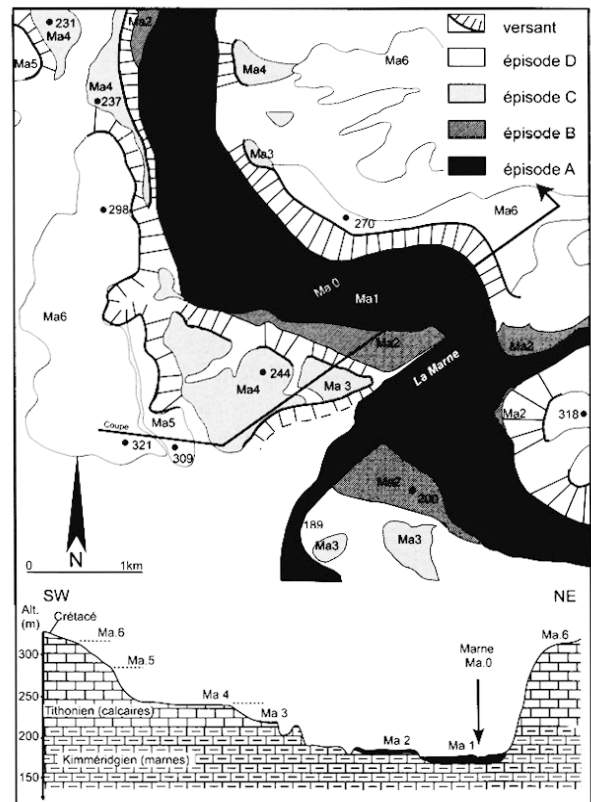 231
Ma4
Ma5
Ma2
Ma4
237
Ma4
Ma6
versant
épisode D
épisode C
épisode B
épisode A
Ma3
298
270
Ma6
Ma 0
Ma1
Ma6
Ma2
Ma2
La Marne
244
Ma4
Ma 3
Ma5
Coupe
321
309
Ma2
318
Ma2
200
189
Ma3
Ma3
N
0 1km
SW NE
Alt.
(m)
Crétacé
Ma.6
Ma.5
Ma 4
Ma 3
Marne
Ma.0
Ma.6
300
250
200
150
Tithonien (calcaires)
Kimméridgien (marnes)
Ma 2
Ma 1